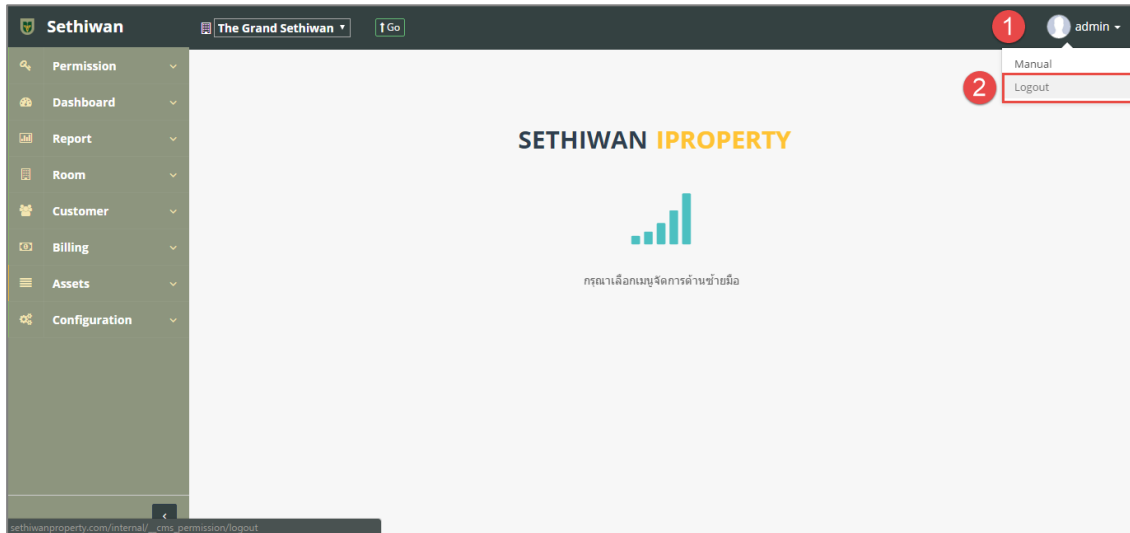 Sethiwan
The Grand Sethiwan
Go
1
admin
Manual
2
Logout
Permission
Dashboard
Report
Room
Customer
Billing
Assets
Configuration
SETHIWAN IPROPERTY
กรุณาเลือกเมนูจัดการด้านซ้ายมือ
sethiwanproperty.com/internal/__cms_permission/logout